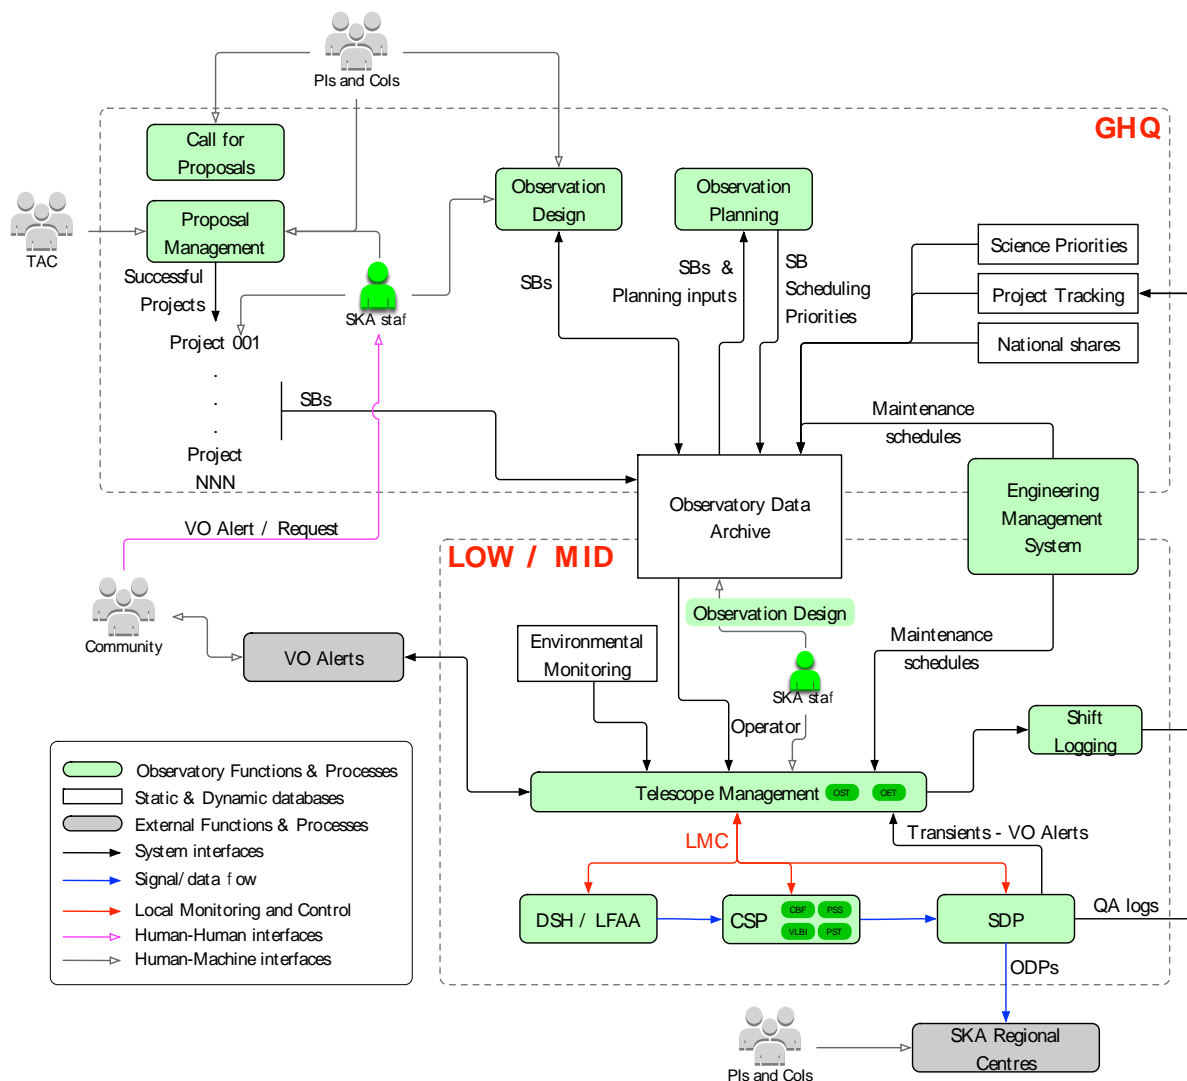 PIs and CoIs
GHQ
Call for
Proposals
Observation
Design
Observation
Planning
TAC
Proposal
Management
Science Priorities
Project Tracking
National shares
Successful
Projects
SKA staf
SBs
SBs & 
Planning inputs
SB
Scheduling
Priorities
Project 001
.
.
.
Project
NNN
SBs
Maintenance
schedules
Observatory Data
Archive
Engineering
Management
System
VO Alert / Request
LOW / MID
Community
VO Alerts
Environmental
Monitoring
Observation Design
SKA staf
Operator
Maintenance
schedules
Shift
Logging
Telescope Management
OST
OET
LMC
Transients - VO Alerts
DSH / LFAA
CSP
CBF
PSS
VLBI
PST
SDP
QA logs
ODPs
SKA Regional
Centres
PIs and CoIs
Observatory Functions & Processes
Static & Dynamic databases
External Functions & Processes
System interfaces
Signal/data flow
Local Monitoring and Control
Human-Human interfaces
Human-Machine interfaces